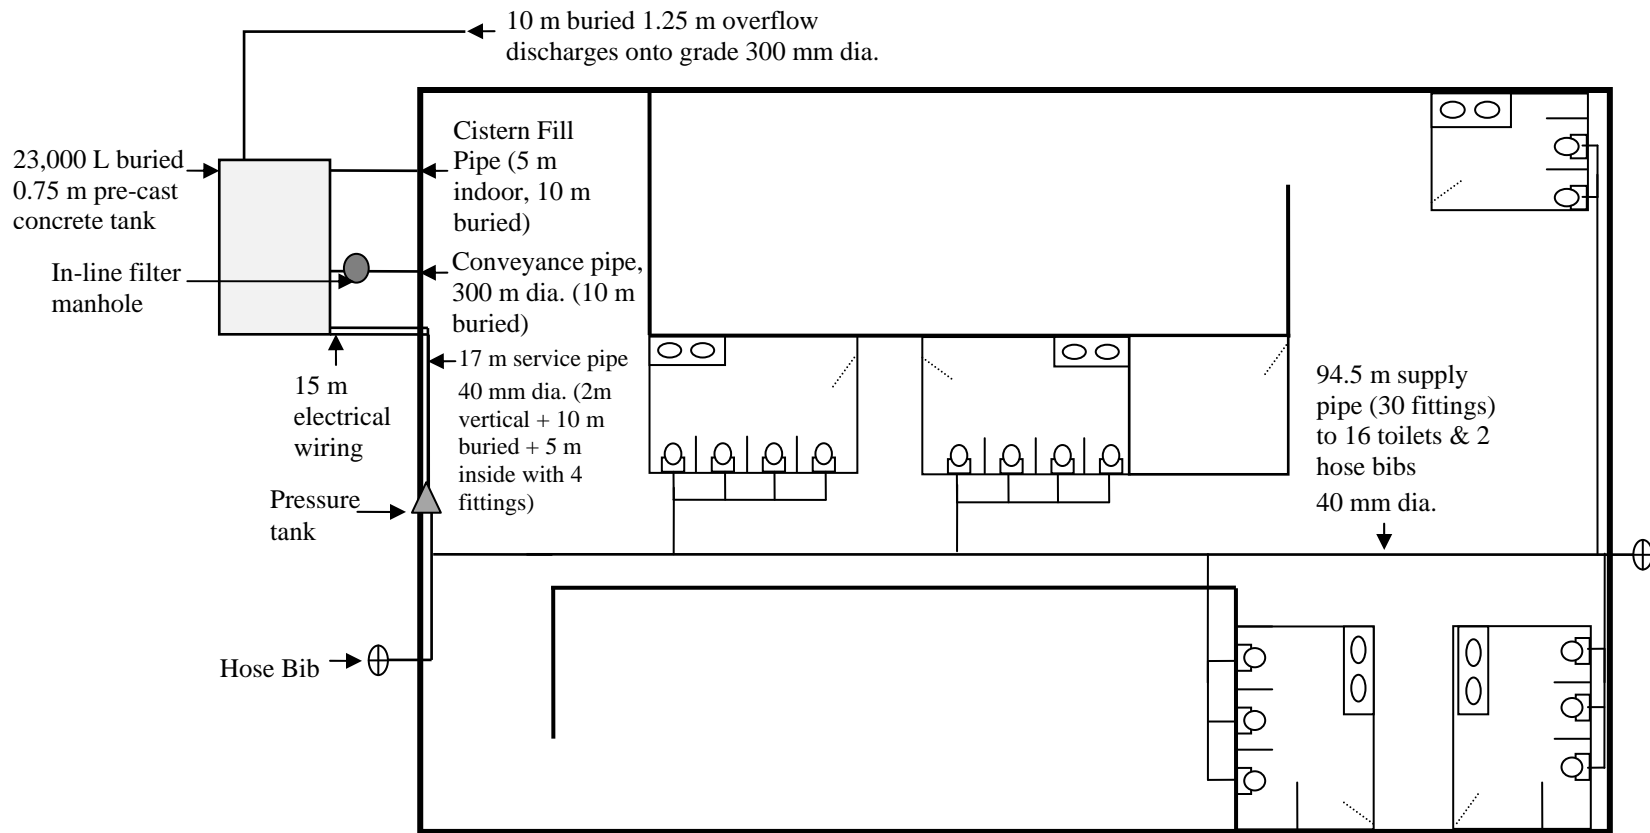 10 m buried 1.25 m overflow
discharges onto grade 300 mm dia.
23,000 L buried
0.75 m pre-cast
concrete tank
Cistern Fill
Pipe (5 m
indoor, 10 m
buried)
In-line filter
manhole
Conveyance pipe,
300 m dia. (10 m
buried)
15 m
electrical
wiring
17 m service pipe
40 mm dia. (2m
vertical + 10 m
buried + 5 m
inside with 4
fittings)
94.5 m supply
pipe (30 fittings)
to 16 toilets & 2
hose bibs
40 mm dia.
Pressure
tank
Hose Bib